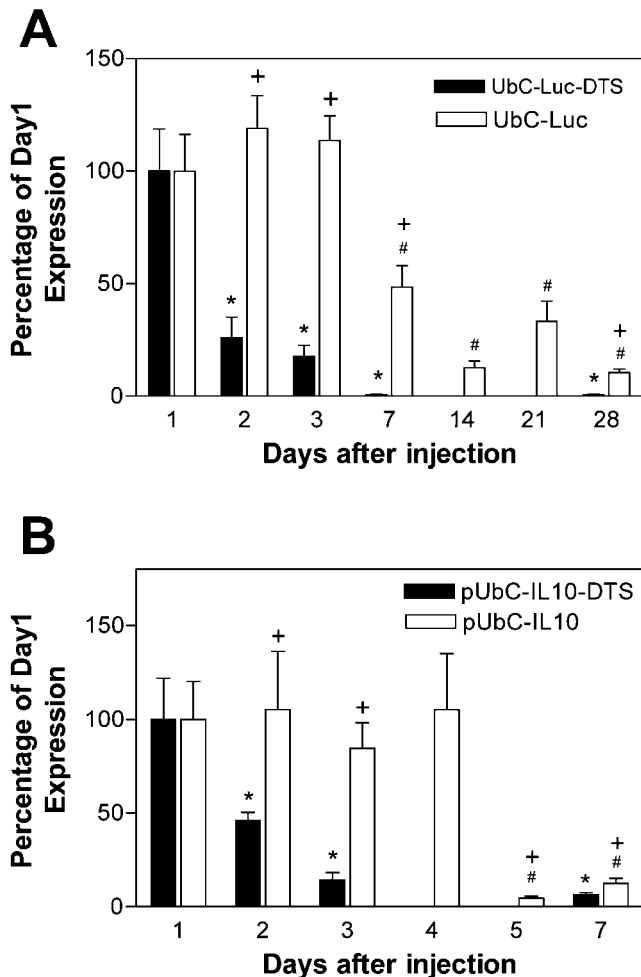 A
150
100
50
0
Percentage of Day1
Expression
UbC-Luc-DTS
UbC-Luc
+
+
+
#
#
#
+
#
*
*
*
*
1 2 3 7 14 21 28
Days after injection
B
150
100
50
0
Percentage of Day1
Expression
pUbC-IL10-DTS
pUbC-IL10
+
+
*
*
+
#
+
#
*
1 2 3 4 5 7
Days after injection